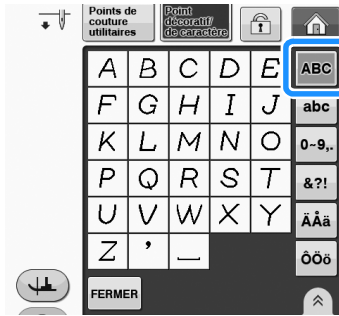 Points de
couture
utilitaires
Point
décoratif/
de caractère
A B C D E ABC
F G H I J abc
K L M N O 0~9,.
P Q R S T &?!
U V W X Y ÄÅä
Z ’ _ ÔÖö
FERMER